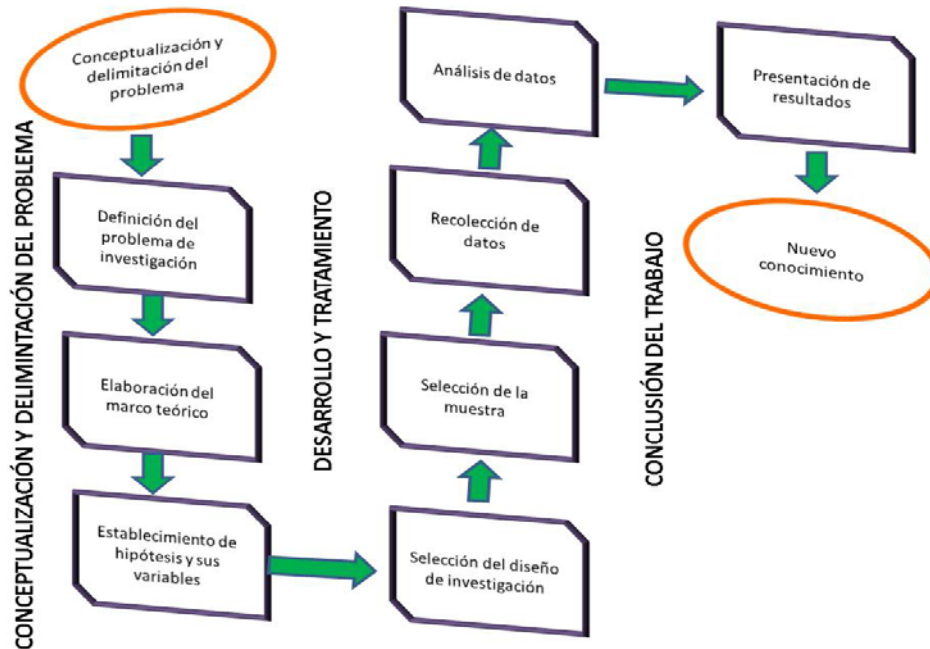 CONCEPTUALIZACIÓN Y DELIMINTACIÓN DEL PROBLEMA
Conceptualización y
delimitación del
problema
Definición del
problema de
investigación
Elaboración del
marco teórico
Establecimiento de
hipótesis y sus
variables
DESARROLLO Y TRATAMIENTO
Selección del diseño
de investigación
Selección de la
muestra
Recolección de
datos
Análisis de datos
CONCLUSIÓN DEL TRABAJO
Presentación de
resultados
Nuevo
conocimiento